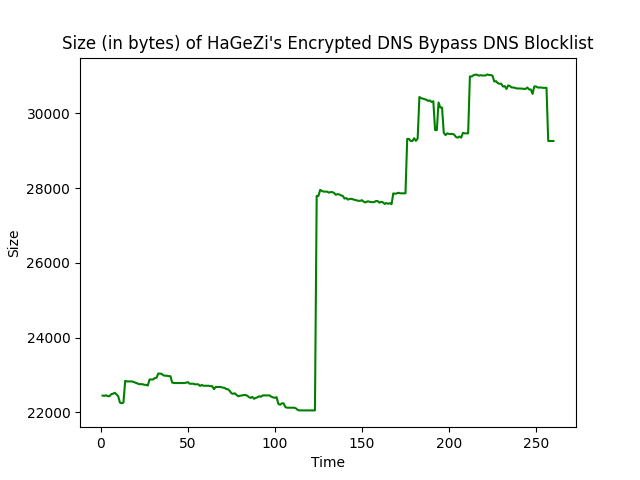 Size (in bytes) of HaGeZi's Encrypted DNS Bypass DNS Blocklist
Size
30000
28000
26000
24000
22000
0 50 100 150 200 250
Time